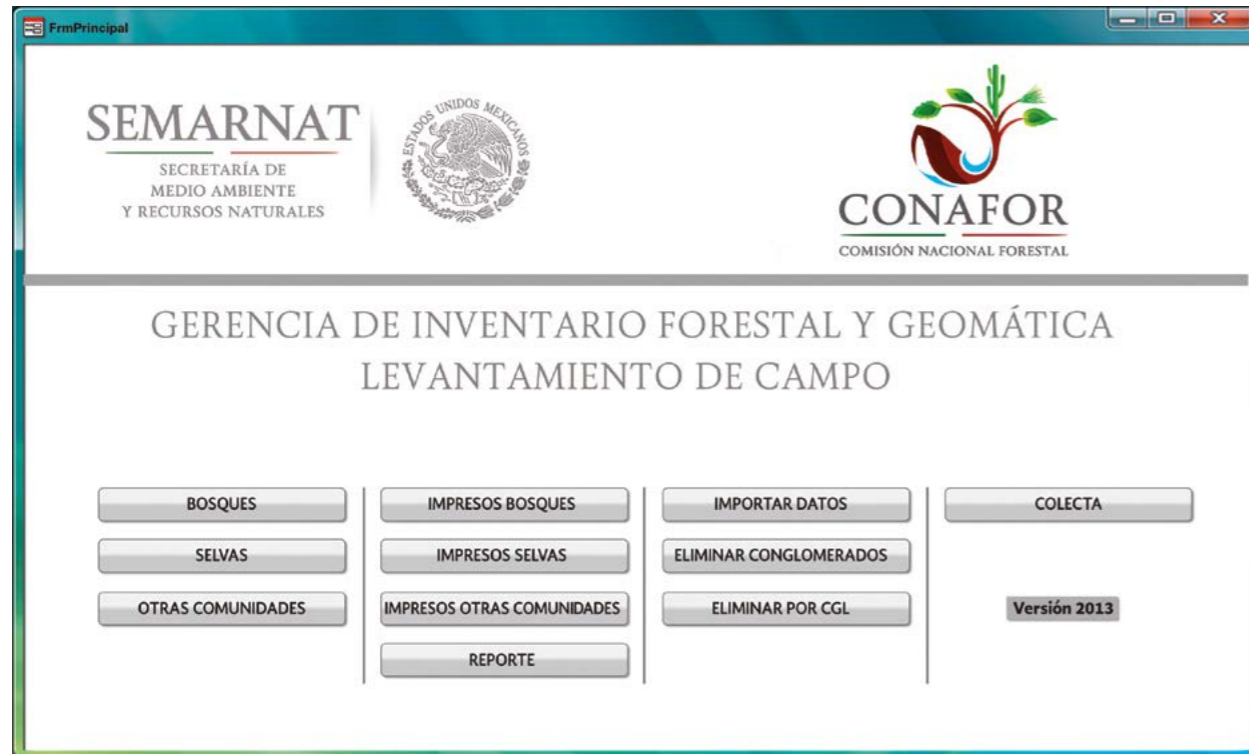 FrmPrincipal
SEMARNAT
SECRETARÍA DE
MEDIO AMBIENTE
Y RECURSOS NATURALES
ESTADOS UNIDOS MEXICANOS
CONAFOR
COMISIÓN NACIONAL FORESTAL
GERENCIA DE INVENTARIO FORESTAL Y GEOMÁTICA
LEVANTAMIENTO DE CAMPO
BOSQUES
SELVAS
OTRAS COMUNIDADES
IMPRESOS BOSQUES
IMPRESOS SELVAS
IMPRESOS OTRAS COMUNIDADES
REPORTE
IMPORTAR DATOS
ELIMINAR CONGLOMERADOS
ELIMINAR POR CGL
COLECTA
Versión 2013